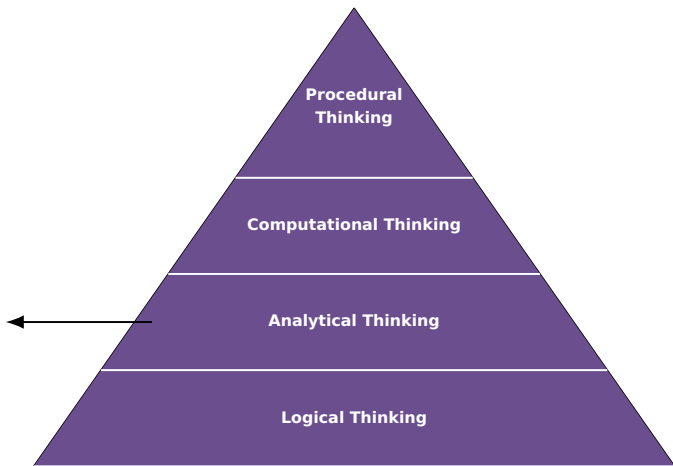 Procedural
Thinking
Computational Thinking
Analytical Thinking
Logical Thinking